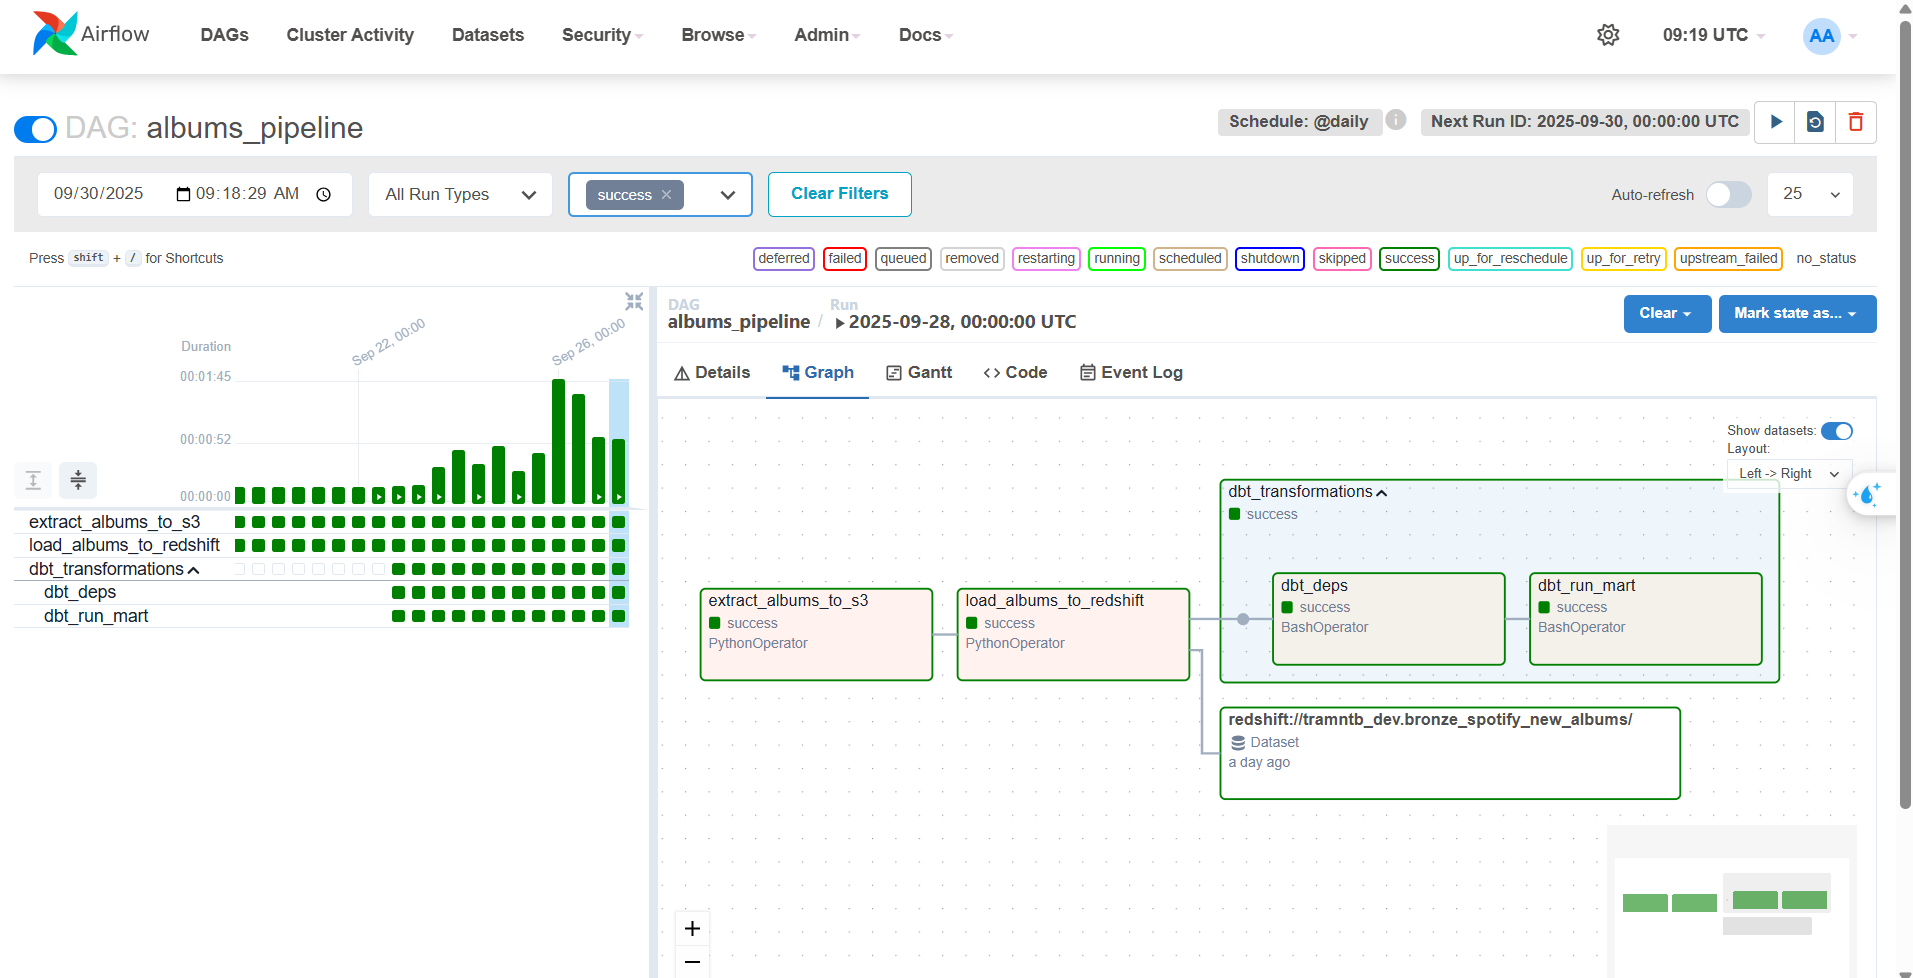 Airflow DAGs Cluster Activity Datasets Security Browse Admin Docs 09:19 UTC AA
DAG: albums_pipeline Schedule: @daily i Next Run ID: 2025-09-30, 00:00:00 UTC
09/30/2025 09:18:29 AM All Run Types success × Clear Filters Auto-refresh 25
Press shift + / for Shortcuts deferred failed queued removed restarting running scheduled shutdown skipped success up_for_reschedule up_for_retry upstream_failed no_status
Duration
00:01:45
00:00:52
00:00:00
Sep 22, 00:00
Sep 26, 00:00
extract_albums_to_s3
load_albums_to_redshift
dbt_transformations
dbt_deps
dbt_run_mart
DAG Run
albums_pipeline / 2025-09-28, 00:00:00 UTC
Clear Mark state as...
Details Graph Gantt Code Event Log
Show datasets:
Layout:
Left -> Right
dbt_transformations
success
extract_albums_to_s3
success
PythonOperator
load_albums_to_redshift
success
PythonOperator
dbt_deps
success
BashOperator
dbt_run_mart
success
BashOperator
redshift://tramntb_dev.bronze_spotify_new_albums/
Dataset
a day ago
+
−